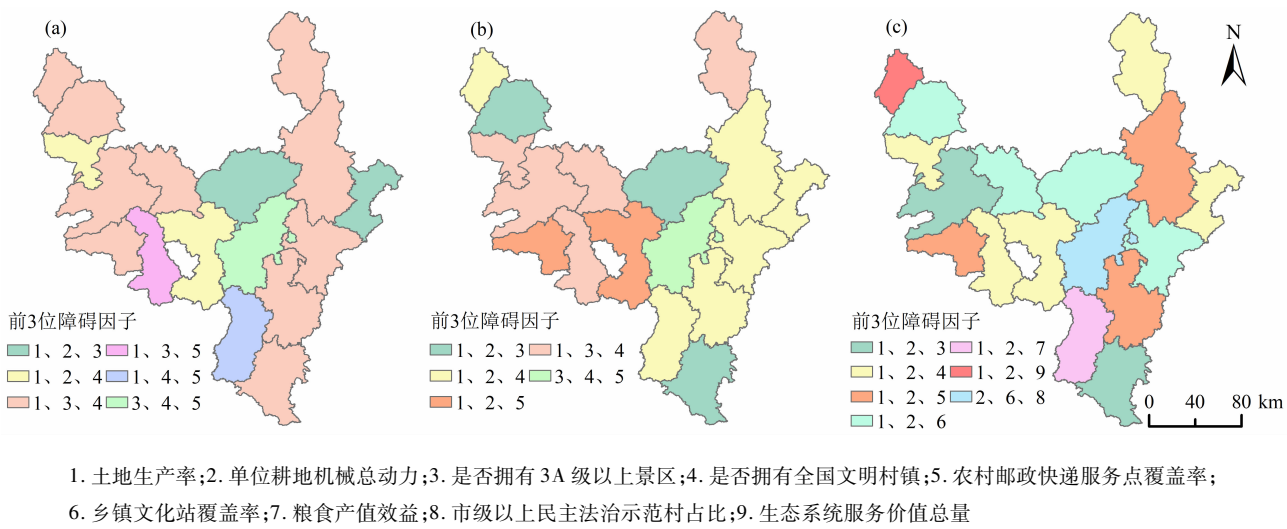 (a)
(b)
(c)
N
前3位障碍因子
1、2、3
1、3、5
1、2、4
1、4、5
1、3、4
3、4、5
前3位障碍因子
1、2、3
1、3、4
1、2、4
3、4、5
1、2、5
前3位障碍因子
1、2、3
1、2、7
1、2、4
1、2、9
1、2、5
2、6、8
1、2、6
0 40 80 km
1. 土地生产率;2. 单位耕地机械总动力;3. 是否拥有 3A 级以上景区;4. 是否拥有全国文明村镇;5. 农村邮政快递服务点覆盖率;
6. 乡镇文化站覆盖率;7. 粮食产值效益;8. 市级以上民主法治示范村占比;9. 生态系统服务价值总量